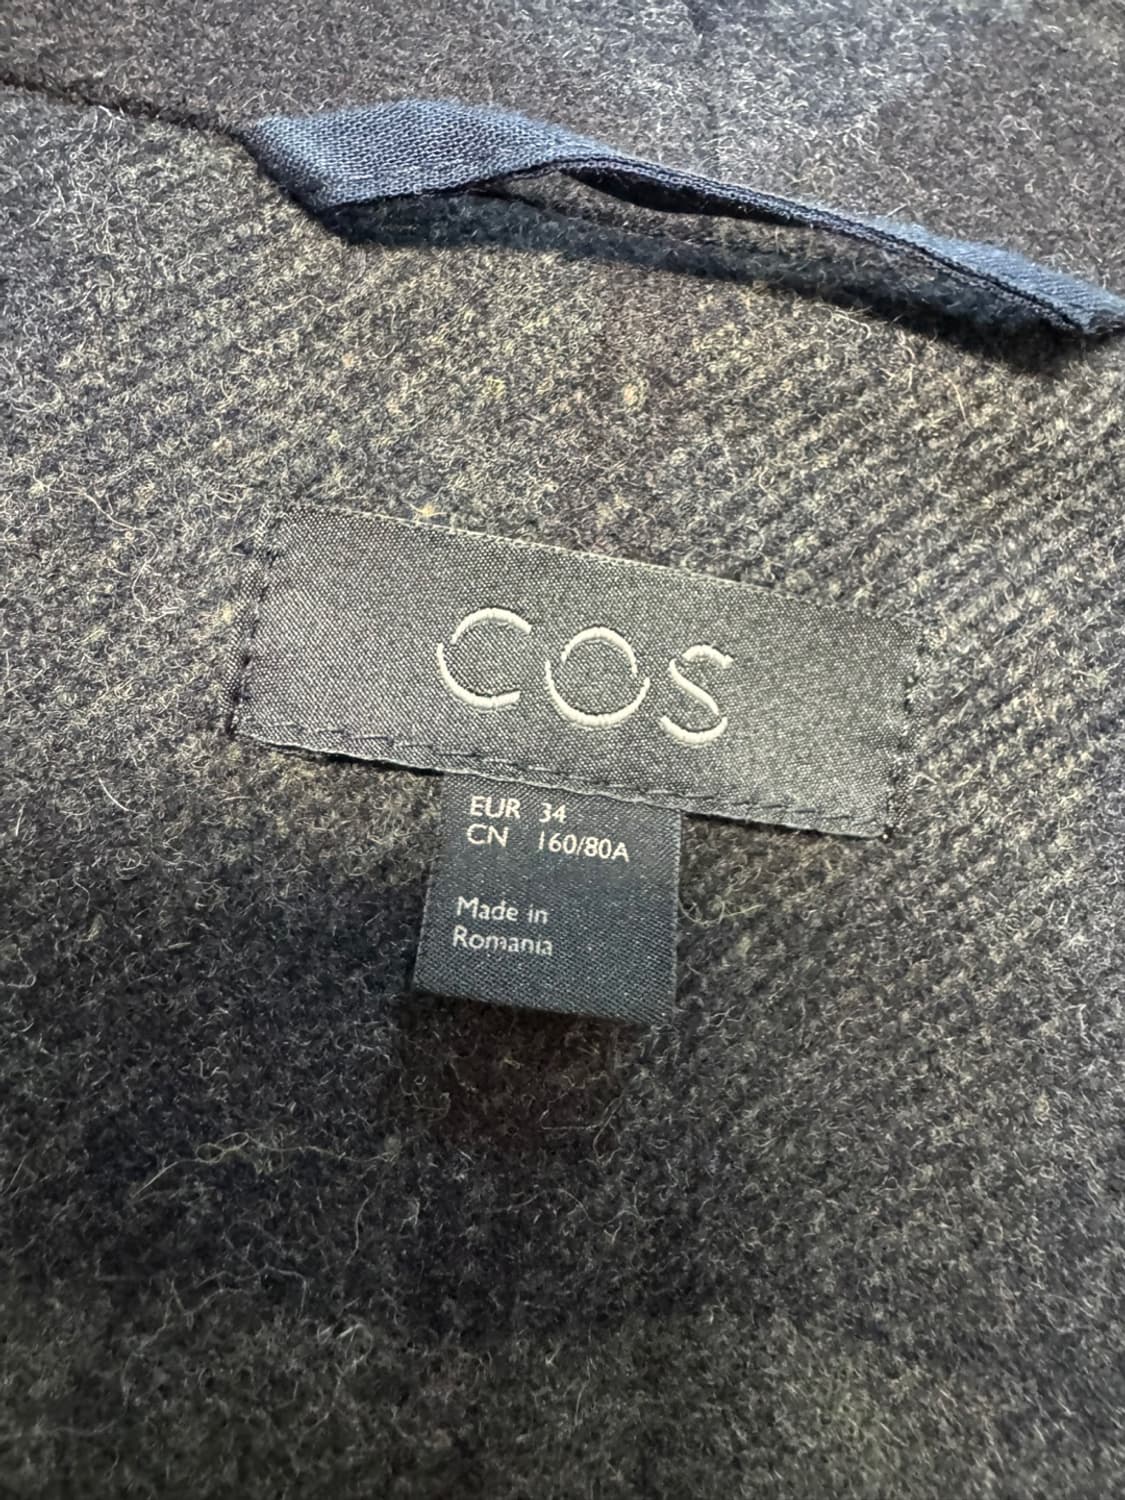 COS
EUR 34
CN 160/80A
Made in
Romania